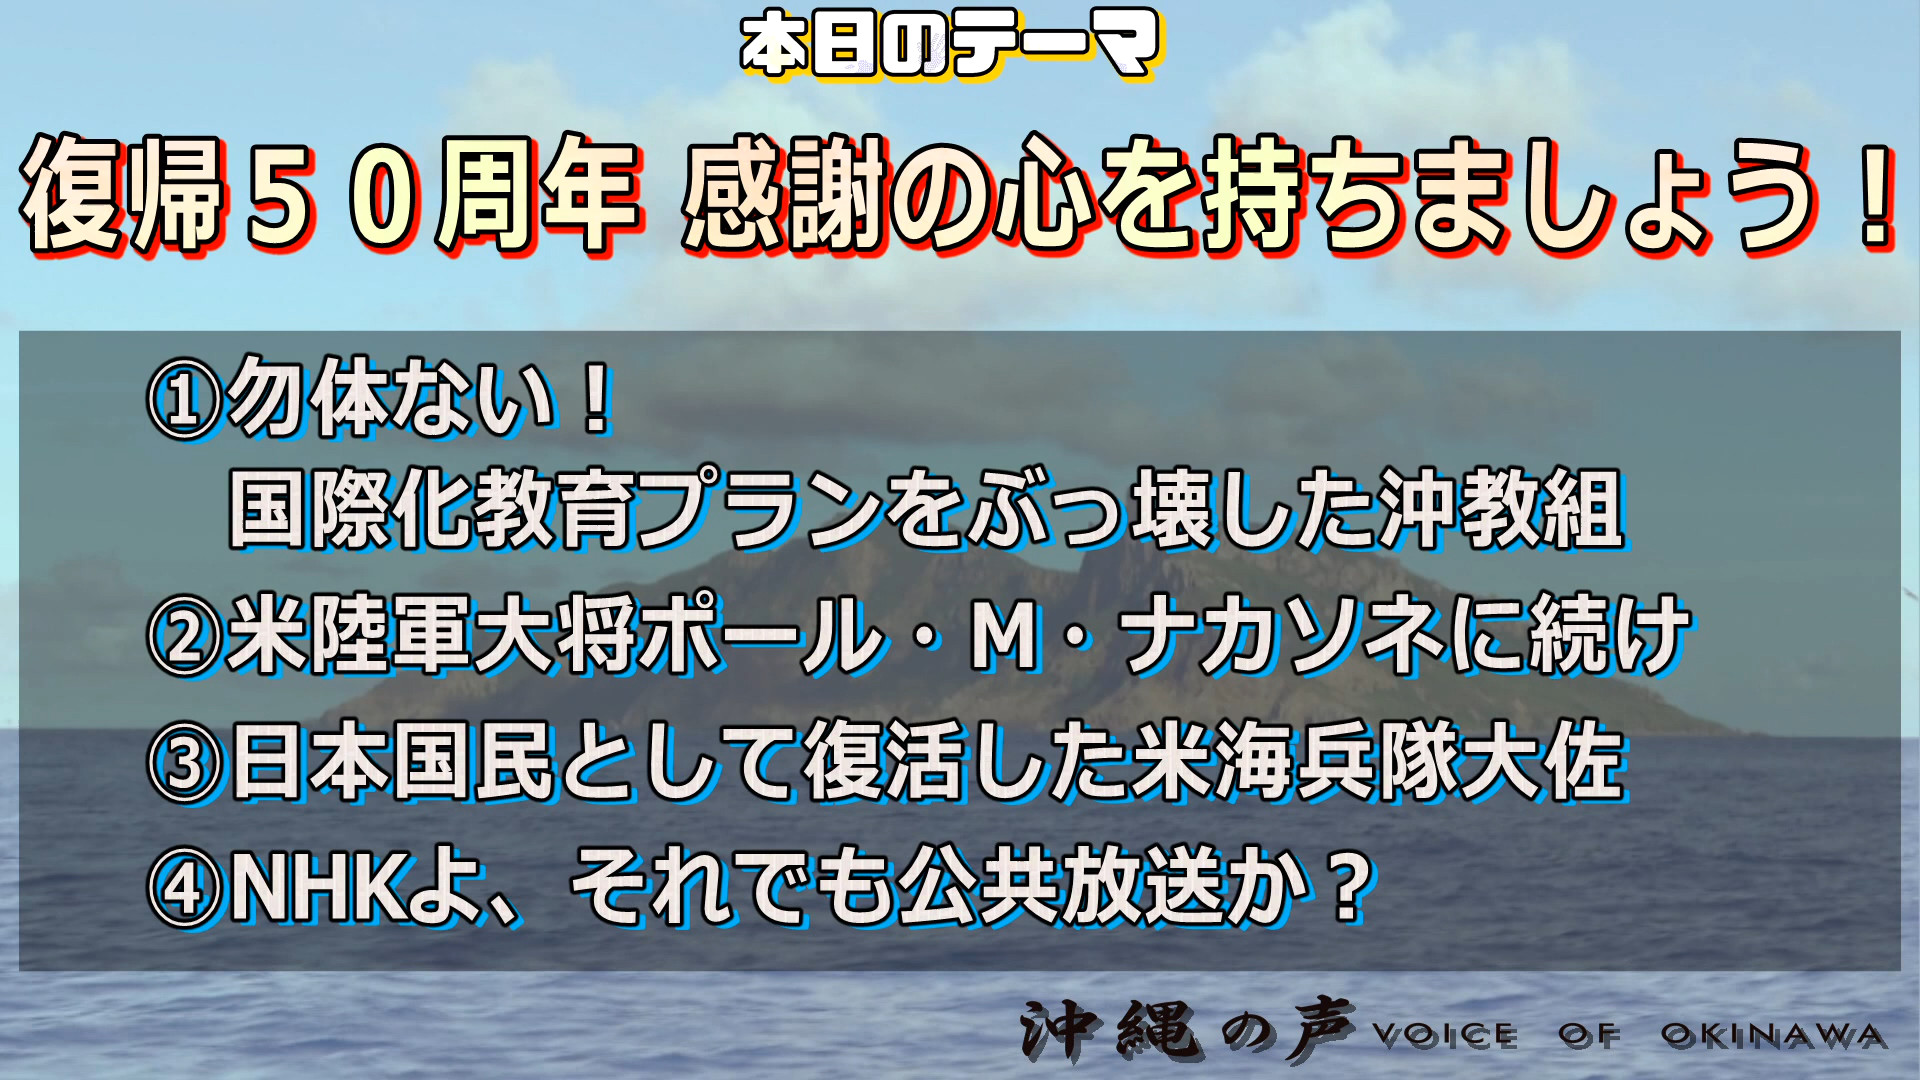 本日のテーマ
復帰５０周年 感謝の心を持ちましょう！
①勿体ない！
国際化教育プランをぶっ壊した沖教組
②米陸軍大将ポール・M・ナカソネに続け
③日本国民として復活した米海兵隊大佐
④NHKよ、それでも公共放送か？
沖縄の声 VOICE OF OKINAWA